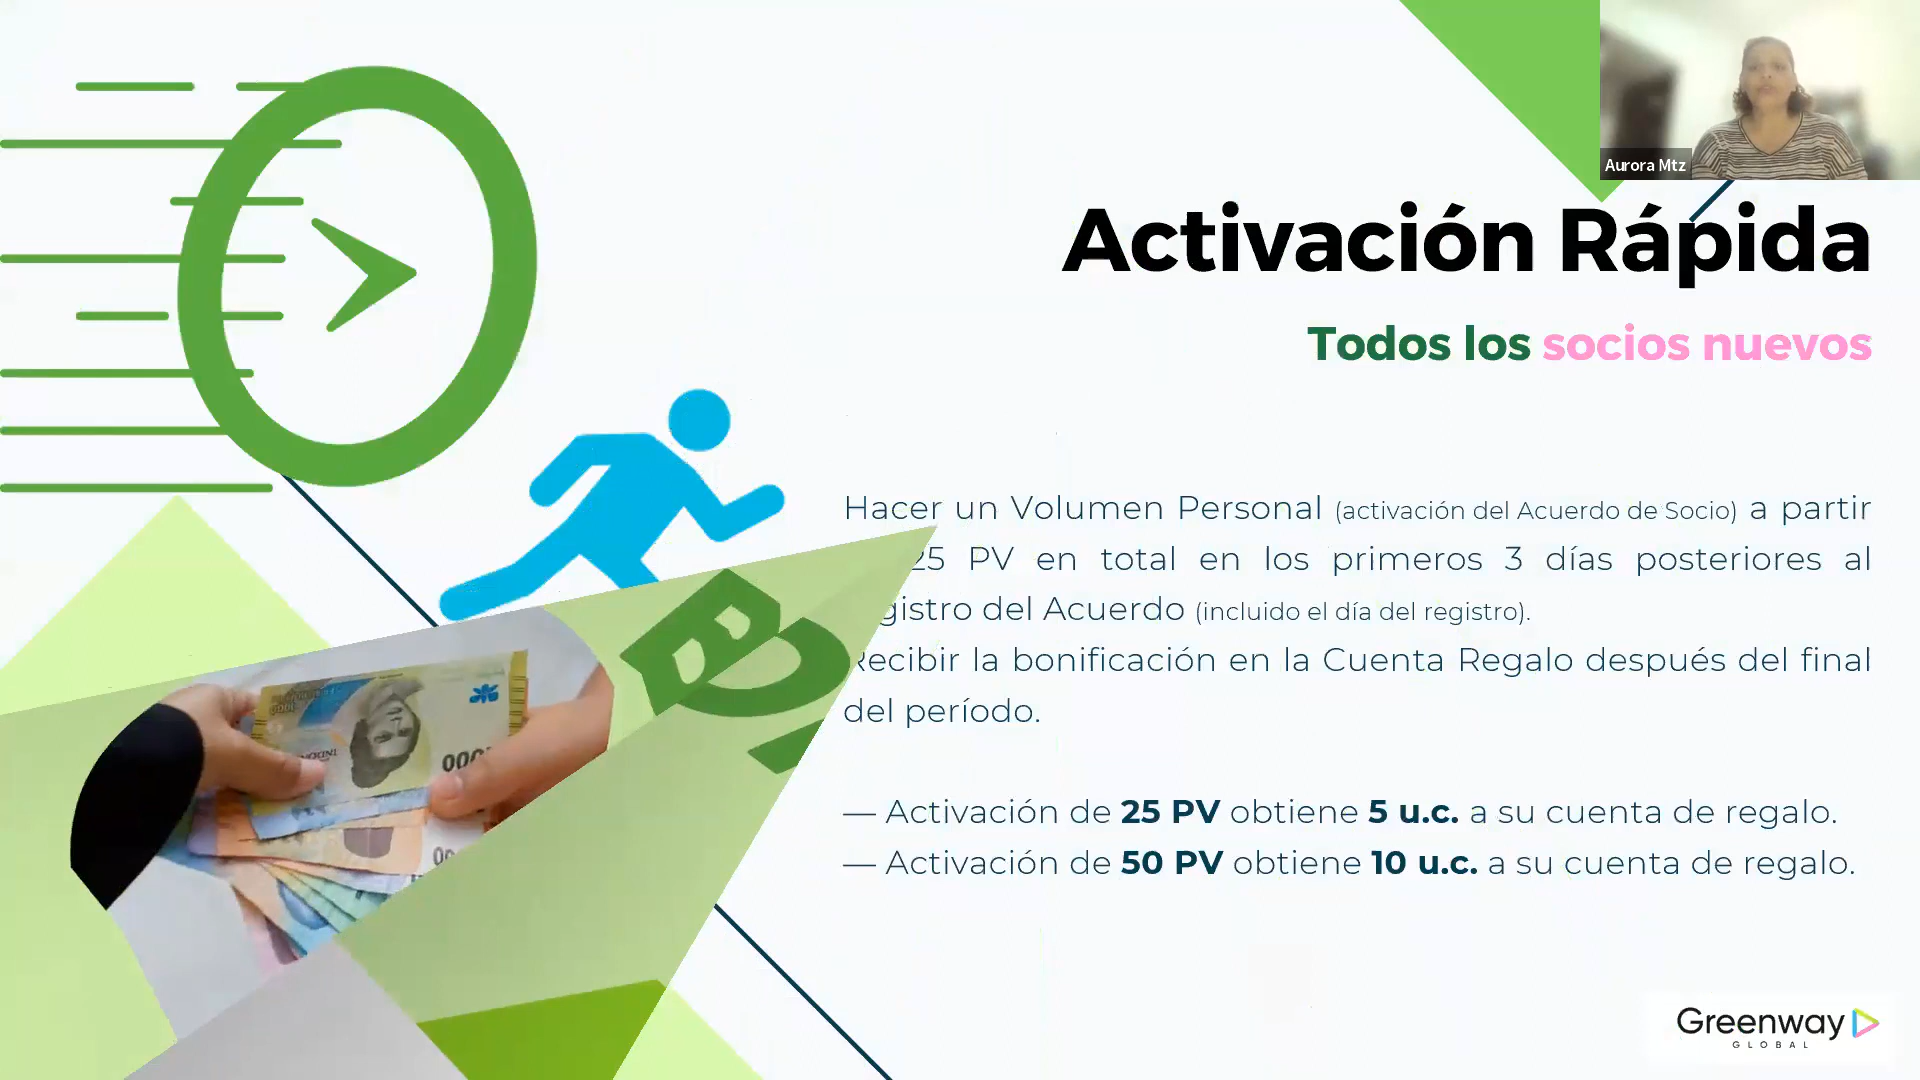 Aurora Mtz
Activación Rápida
Todos los socios nuevos
Hacer un Volumen Personal (activación del Acuerdo de Socio) a partir
25 PV en total en los primeros 3 días posteriores al
gistro del Acuerdo (incluido el día del registro).
Recibir la bonificación en la Cuenta Regalo después del final
del período.
— Activación de 25 PV obtiene 5 u.c. a su cuenta de regalo.
— Activación de 50 PV obtiene 10 u.c. a su cuenta de regalo.
Greenway
GLOBAL